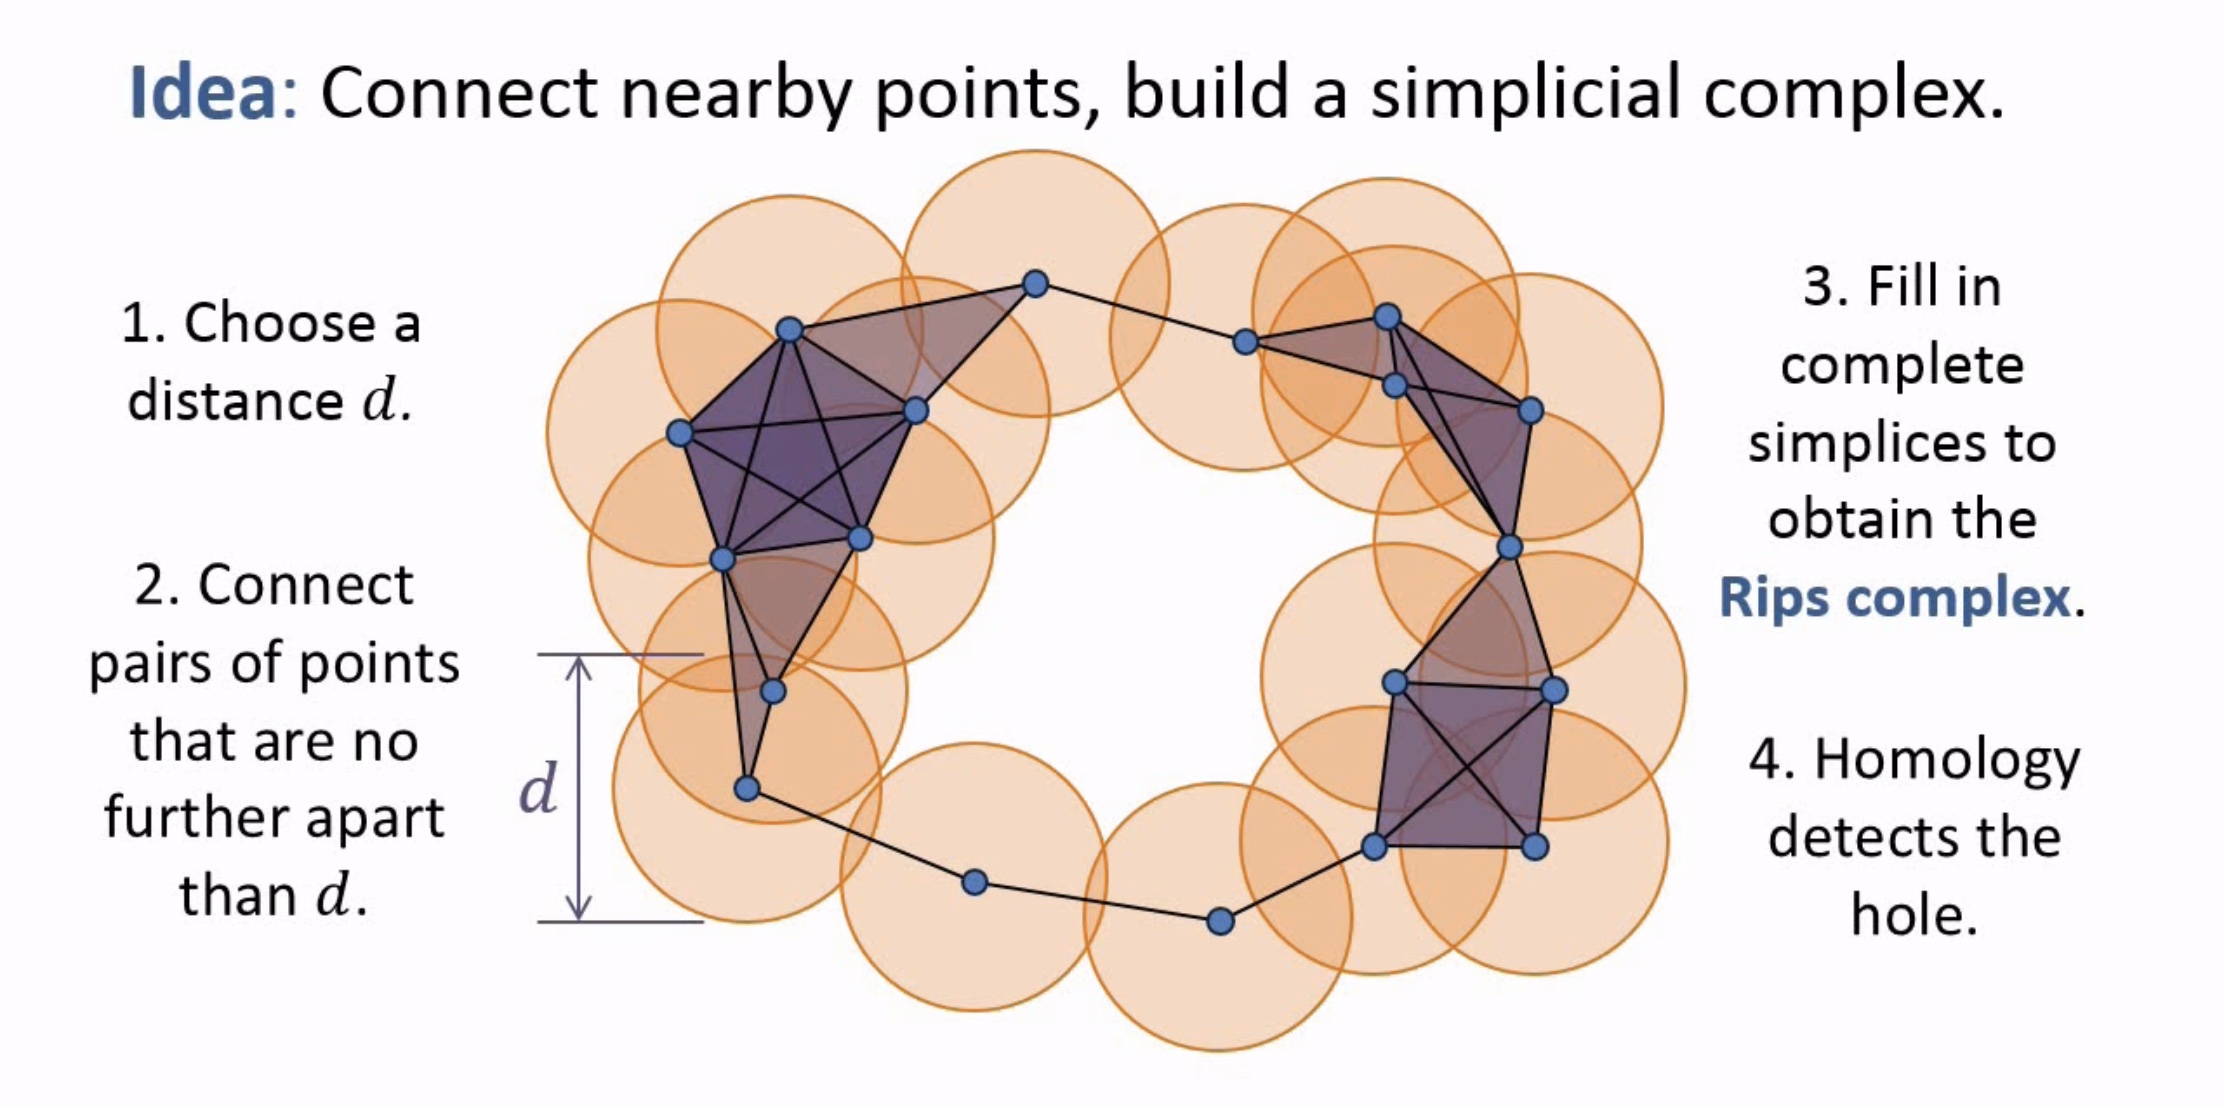 Idea: Connect nearby points, build a simplicial complex.
1. Choose a
distance d.
2. Connect
pairs of points
that are no
further apart
than d.
d
3. Fill in
complete
simplices to
obtain the
Rips complex.
4. Homology
detects the
hole.